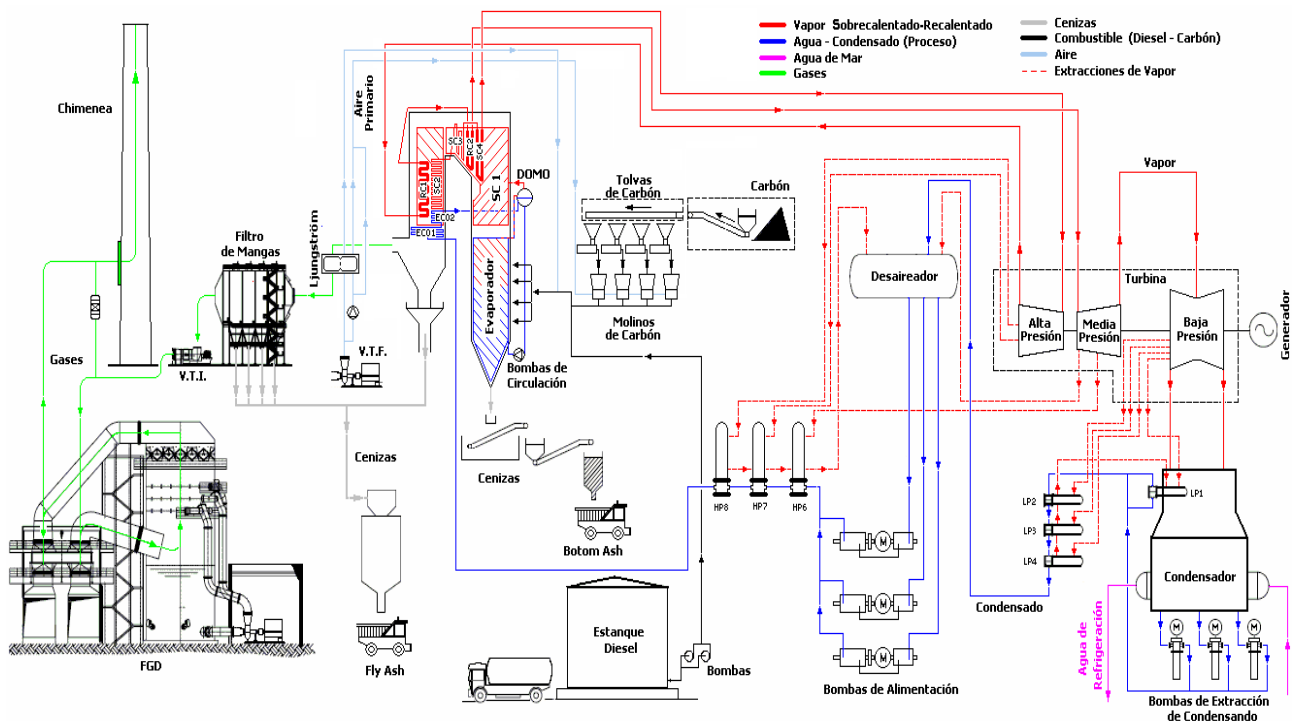 Vapor Sobrecalentado-Recalentado
Agua - Condensado (Proceso)
Agua de Mar
Gases
Cenizas
Combustible (Diesel - Carbón)
Aire
Extracciones de Vapor
Chimenea
Aire
Primario
SC3
RC2
SC4
RC1
SC2
SC 1
DOMO
ECO2
ECO1
Evaporador
Bombas de
Circulación
Tolvas
de Carbón
Carbón
Molinos
de Carbón
Ljungström
Filtro
de Mangas
V.T.I.
V.T.F.
Gases
Desaireador
Vapor
Turbina
Alta
Presión
Media
Presión
Baja
Presión
Generador
Cenizas
Cenizas
Botom Ash
Fly Ash
FGD
HP8
HP7
HP6
Estanque
Diesel
Bombas
M
M
M
Bombas de Alimentación
LP1
LP2
LP3
LP4
Condensado
Condensador
M
M
M
Agua de
Refrigeración
Bombas de Extracción
de Condensando